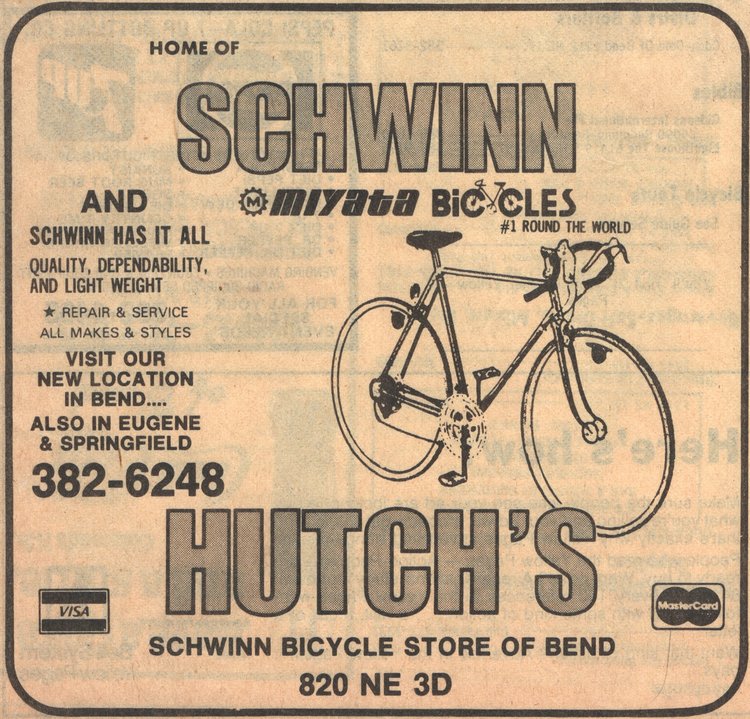 HOME OF
SCHWINN
AND
MIYATA BiCYCLES
#1 ROUND THE WORLD
SCHWINN HAS IT ALL
QUALITY, DEPENDABILITY,
AND LIGHT WEIGHT
★ REPAIR & SERVICE
ALL MAKES & STYLES
VISIT OUR
NEW LOCATION
IN BEND....
ALSO IN EUGENE
& SPRINGFIELD
382-6248
HUTCH'S
VISA
MasterCard
SCHWINN BICYCLE STORE OF BEND
820 NE 3D